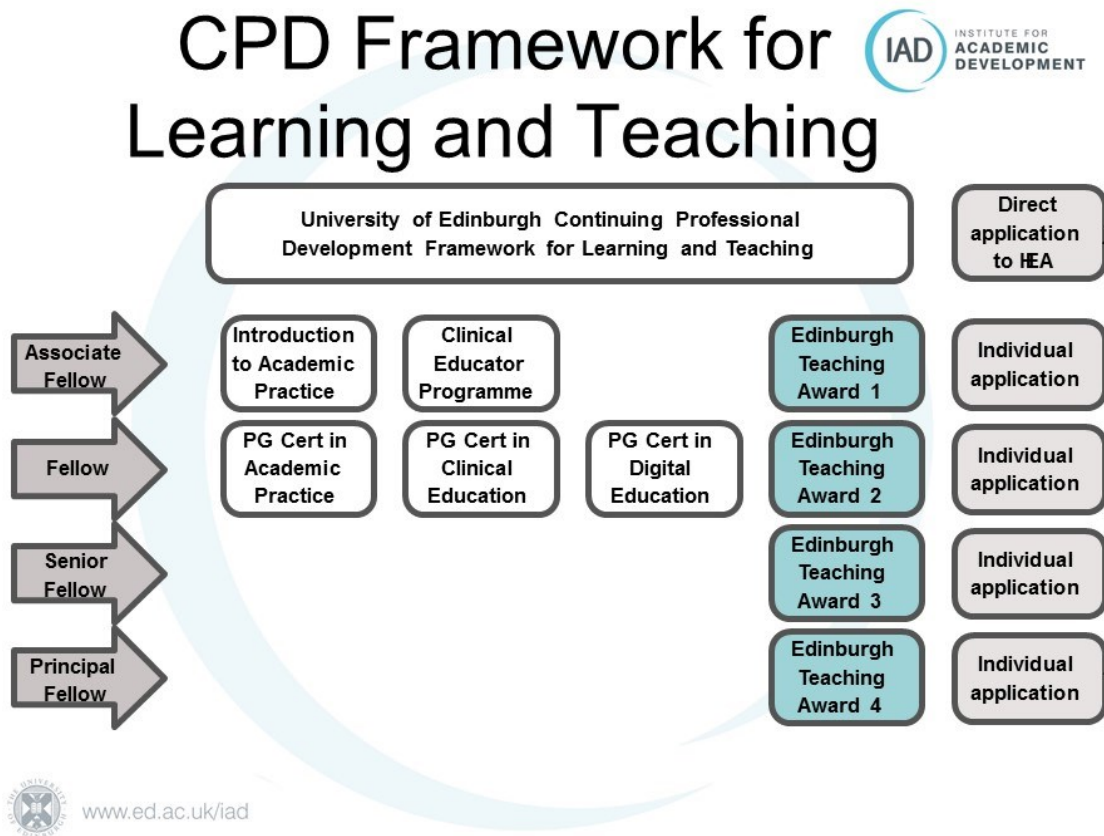 CPD Framework for
Learning and Teaching
IAD
INSTITUTE FOR
ACADEMIC
DEVELOPMENT
University of Edinburgh Continuing Professional
Development Framework for Learning and Teaching
Direct
application
to HEA
Associate
Fellow
Introduction
to Academic
Practice
Clinical
Educator
Programme
Edinburgh
Teaching
Award 1
Individual
application
Fellow
PG Cert in
Academic
Practice
PG Cert in
Clinical
Education
PG Cert in
Digital
Education
Edinburgh
Teaching
Award 2
Individual
application
Senior
Fellow
Edinburgh
Teaching
Award 3
Individual
application
Principal
Fellow
Edinburgh
Teaching
Award 4
Individual
application
THE UNIVERSITY
OF EDINBURGH
www.ed.ac.uk/iad